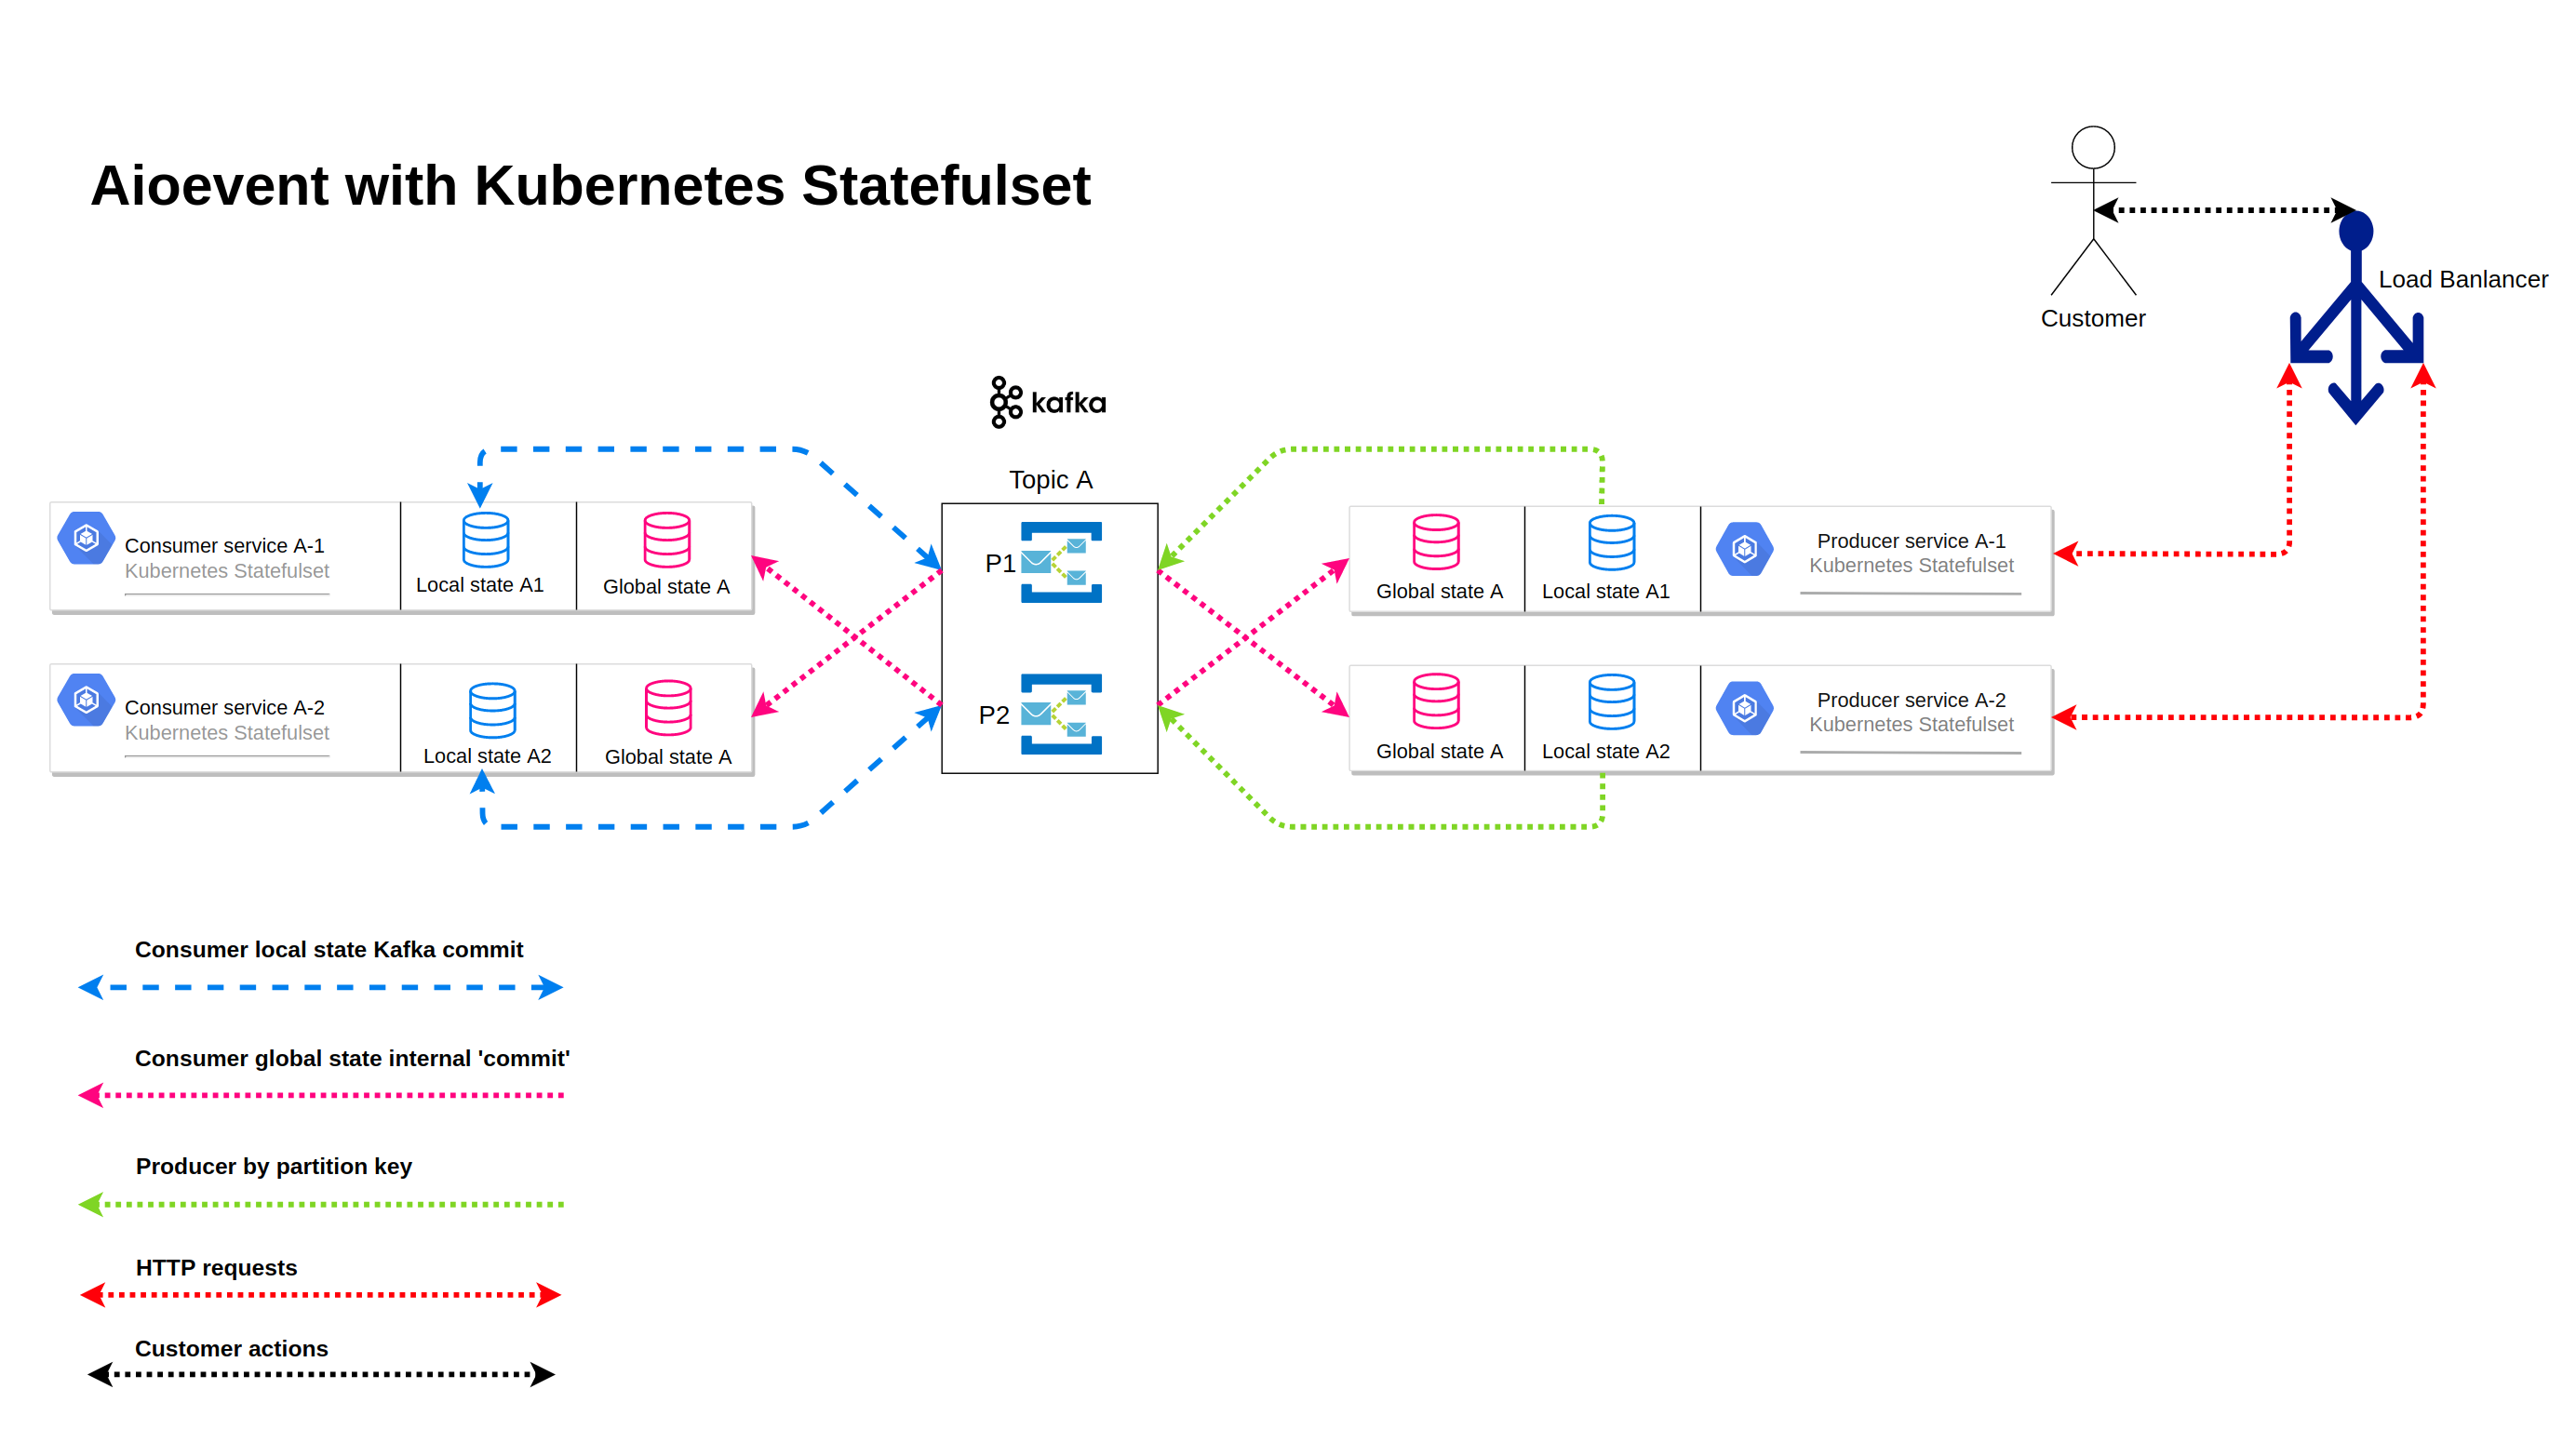 Aioevent with Kubernetes Statefulset
Customer
Load Banlancer
kafka
Topic A
P1
P2
Consumer service A-1
Kubernetes Statefulset
Local state A1
Global state A
Consumer service A-2
Kubernetes Statefulset
Local state A2
Global state A
Global state A
Local state A1
Producer service A-1
Kubernetes Statefulset
Global state A
Local state A2
Producer service A-2
Kubernetes Statefulset
Consumer local state Kafka commit
Consumer global state internal 'commit'
Producer by partition key
HTTP requests
Customer actions